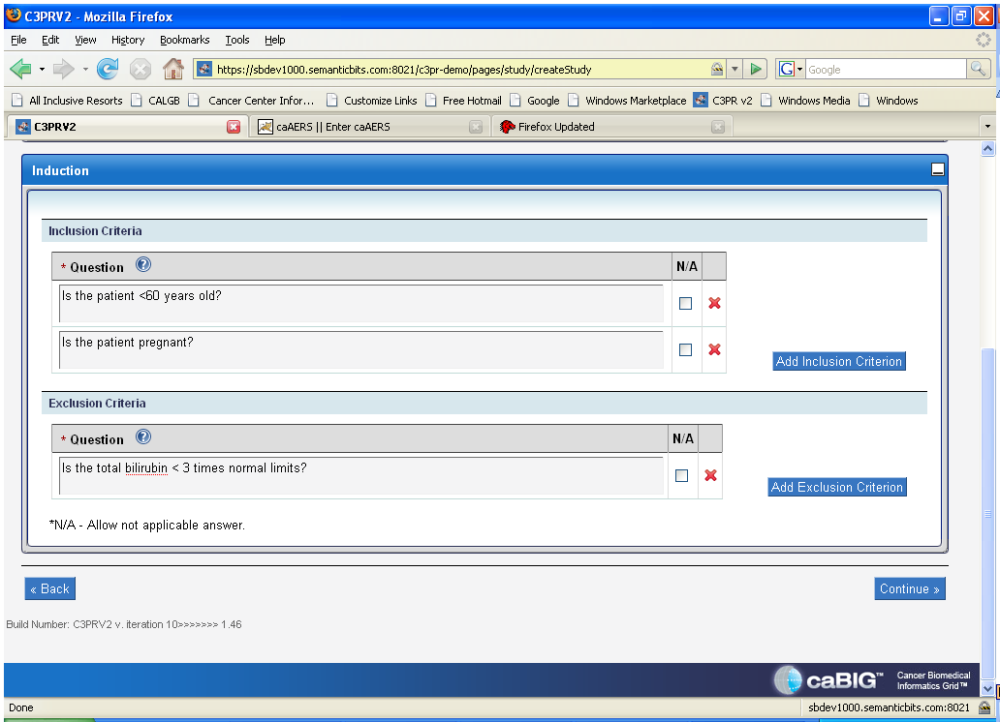 C3PRV2 - Mozilla Firefox
File Edit View History Bookmarks Tools Help
https://sbdev1000.semanticbits.com:8021/c3pr-demo/pages/study/createStudy
G Google
All Inclusive Resorts CALGB Cancer Center Infor... Customize Links Free Hotmail Google Windows Marketplace C3PR v2 Windows Media Windows
C3PRV2 caAERS || Enter caAERS Firefox Updated
Induction
Inclusion Criteria
* Question ? N/A
Is the patient <60 years old?
Is the patient pregnant?
Add Inclusion Criterion
Exclusion Criteria
* Question ? N/A
Is the total bilirubin < 3 times normal limits?
Add Exclusion Criterion
*N/A - Allow not applicable answer.
« Back Continue »
Build Number: C3PRV2 v. iteration 10>>>>>>> 1.46
caBIG™ Cancer Biomedical
Informatics Grid™
Done sbdev1000.semanticbits.com:8021